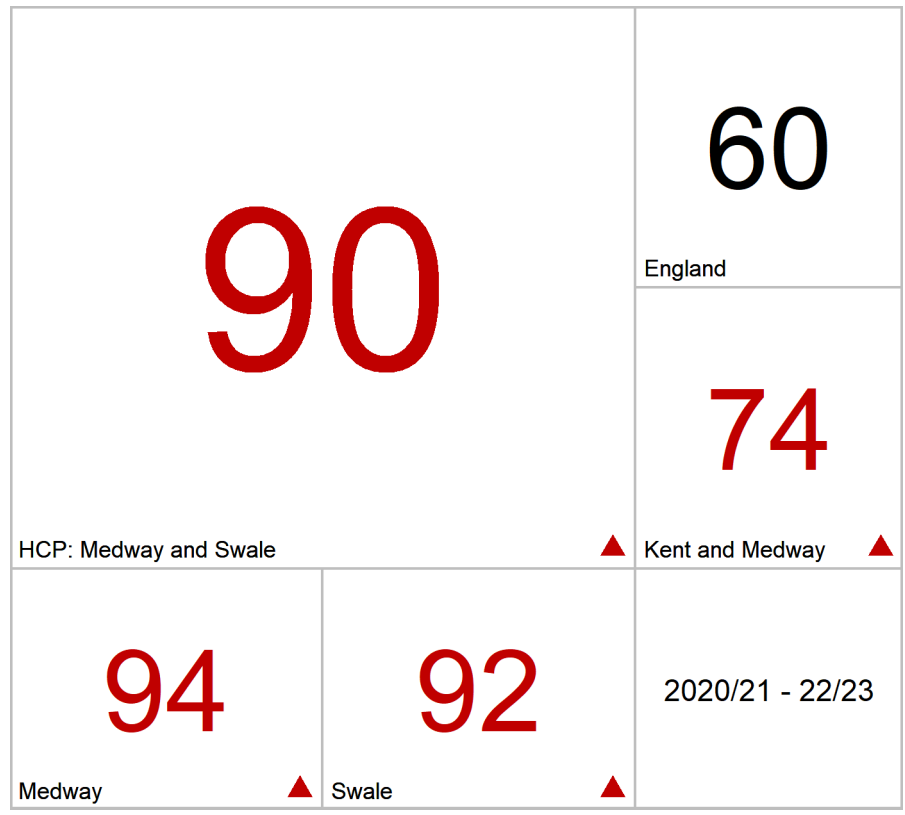 90
HCP: Medway and Swale
60
England
74
Kent and Medway
94
Medway
92
Swale
2020/21 - 22/23